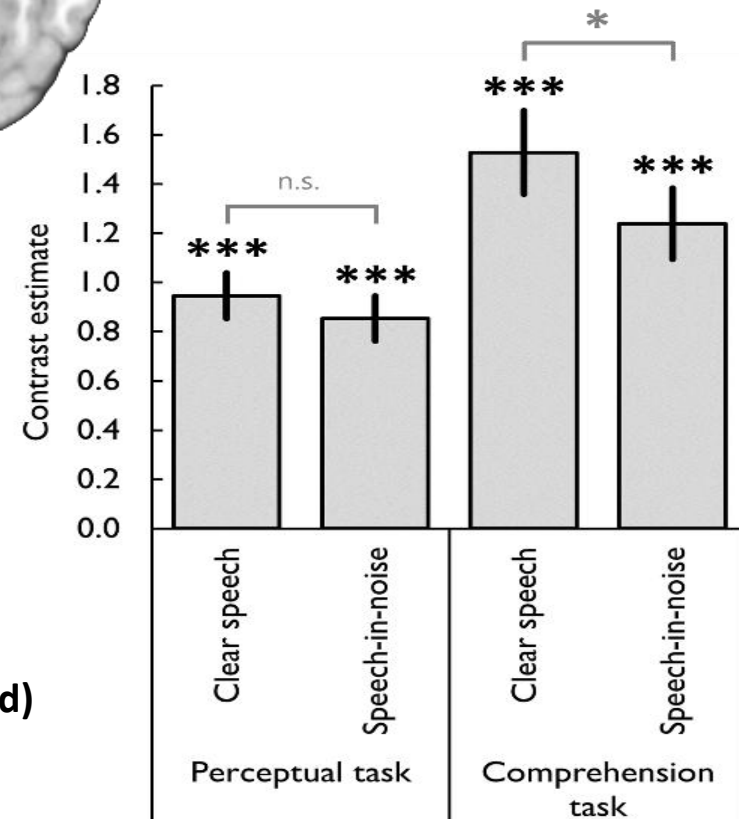 *
1.8
***
1.6
***
1.4
n.s.
1.2
***
***
1.0
0.8
0.6
0.4
0.2
0.0
Contrast estimate
Clear speech
Speech-in-noise
Clear speech
Speech-in-noise
d)
Perceptual task
Comprehension
task